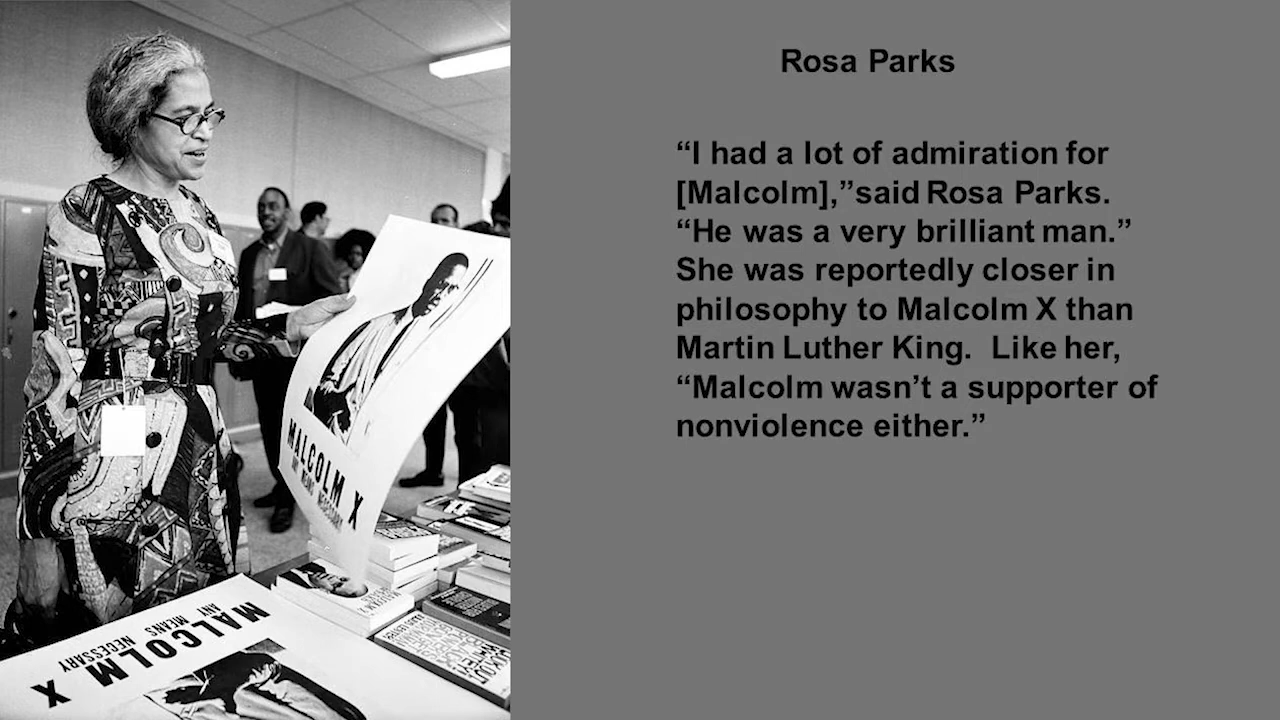 Rosa Parks
“I had a lot of admiration for
[Malcolm],”said Rosa Parks.
“He was a very brilliant man.”
She was reportedly closer in
philosophy to Malcolm X than
Martin Luther King.  Like her,
“Malcolm wasn’t a supporter of
nonviolence either.”
MALCOLM X
BY MEANS NECESSARY
MALCOLM X
ANY MEANS NECESSARY